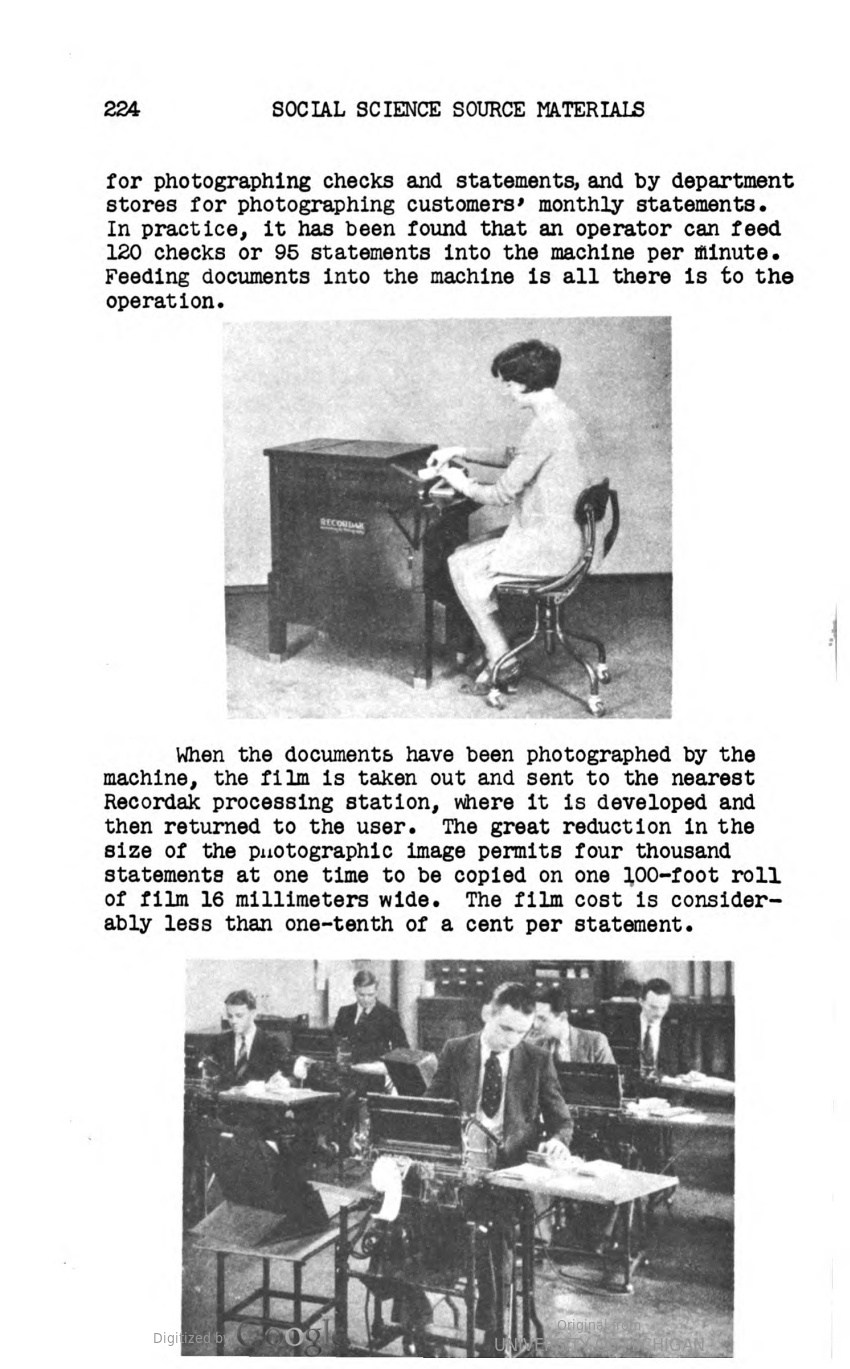 224 SOCIAL SCIENCE SOURCE MATERIALS
for photographing checks and statements, and by department
stores for photographing customers' monthly statements.
In practice, it has been found that an operator can feed
120 checks or 95 statements into the machine per minute.
Feeding documents into the machine is all there is to the
operation.
RECORDAK
When the documents have been photographed by the
machine, the film is taken out and sent to the nearest
Recordak processing station, where it is developed and
then returned to the user. The great reduction in the
size of the photographic image permits four thousand
statements at one time to be copied on one 100-foot roll
of film 16 millimeters wide. The film cost is consider-
ably less than one-tenth of a cent per statement.
Digitized by Google
Original from
UNIVERSITY OF MICHIGAN